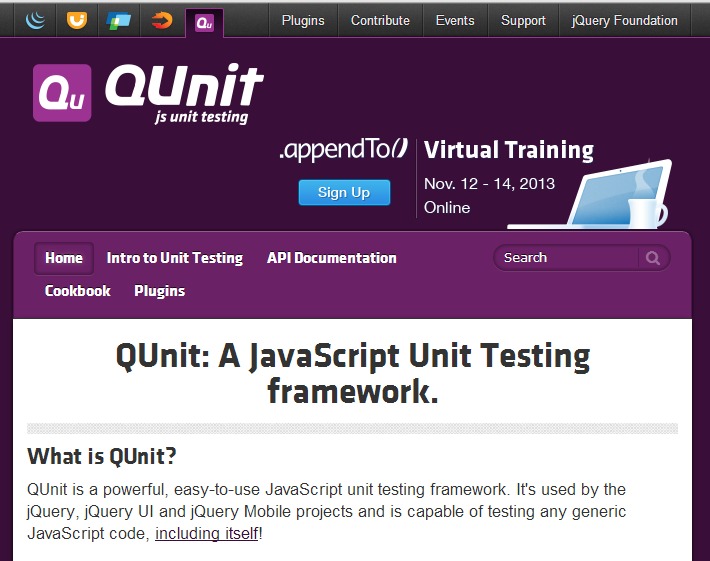 Plugins Contribute Events Support jQuery Foundation
Qu
Qu QUnit
js unit testing
.appendTo() Virtual Training
Sign Up Nov. 12 - 14, 2013
Online
Home Intro to Unit Testing API Documentation Search
Cookbook Plugins
QUnit: A JavaScript Unit Testing
framework.
What is QUnit?
QUnit is a powerful, easy-to-use JavaScript unit testing framework. It's used by the
jQuery, jQuery UI and jQuery Mobile projects and is capable of testing any generic
JavaScript code, including itself!